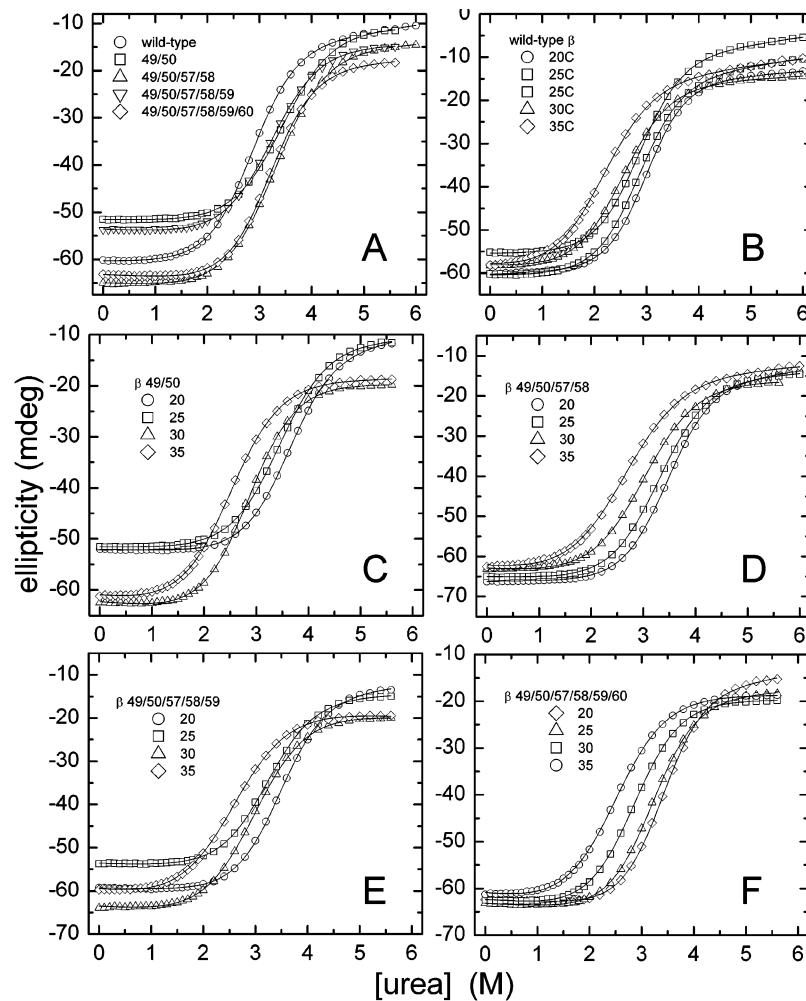 -10
-20
-30
-40
-50
-60
wild-type
49/50
49/50/57/58
49/50/57/58/59
49/50/57/58/59/60
A
0 1 2 3 4 5 6
0
-10
-20
-30
-40
-50
-60
wild-type β
20C
25C
25C
30C
35C
B
0 1 2 3 4 5 6
-10
-20
-30
-40
-50
-60
β 49/50
20
25
30
35
C
0 1 2 3 4 5 6
-10
-20
-30
-40
-50
-60
-70
β 49/50/57/58
20
25
30
35
D
0 1 2 3 4 5 6
-10
-20
-30
-40
-50
-60
-70
β 49/50/57/58/59
20
25
30
35
E
0 1 2 3 4 5 6
-10
-20
-30
-40
-50
-60
-70
β 49/50/57/58/59/60
20
25
30
35
F
0 1 2 3 4 5 6
ellipticity (mdeg)
[urea] (M)